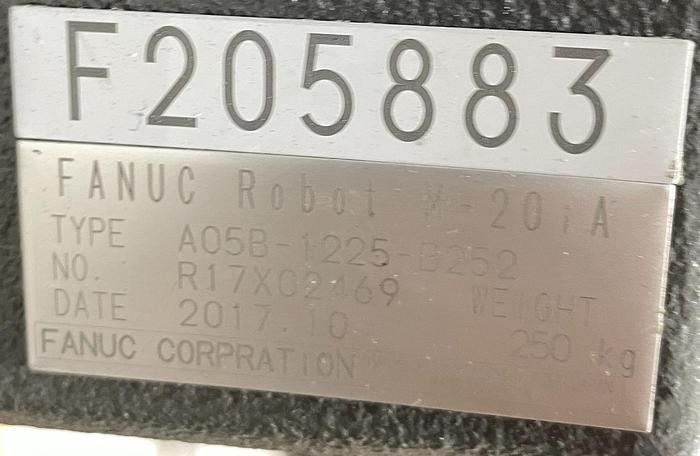 F205883
FANUC Robot M-20iA
TYPE A05B-1225-B252
NO. R17X02469 WEIGHT
DATE 2017.10 250 kg
FANUC CORPRATION